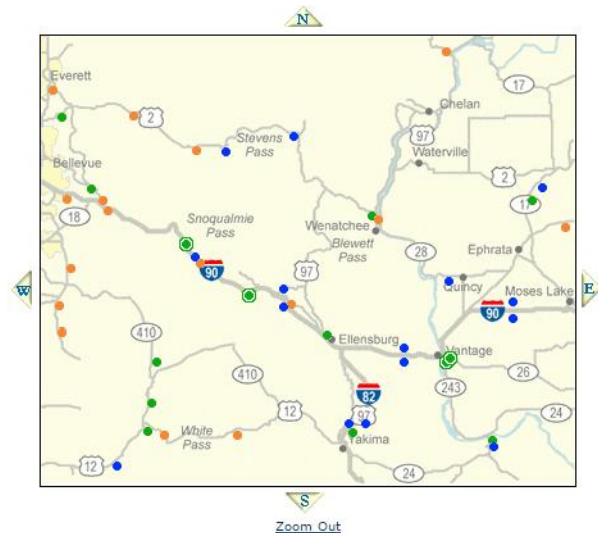 N
Everett
2
17
Chelan
97
Stevens
Pass
Waterville
2
Bellevue
17
18
Snoqualmie
Pass
Wenatchee
Blewett
Pass
28
Ephrata
W
90
97
Quincy
Moses Lake
E
90
410
Ellensburg
Vantage
410
82
243
26
12
97
24
White
Pass
Yakima
12
24
S
Zoom Out